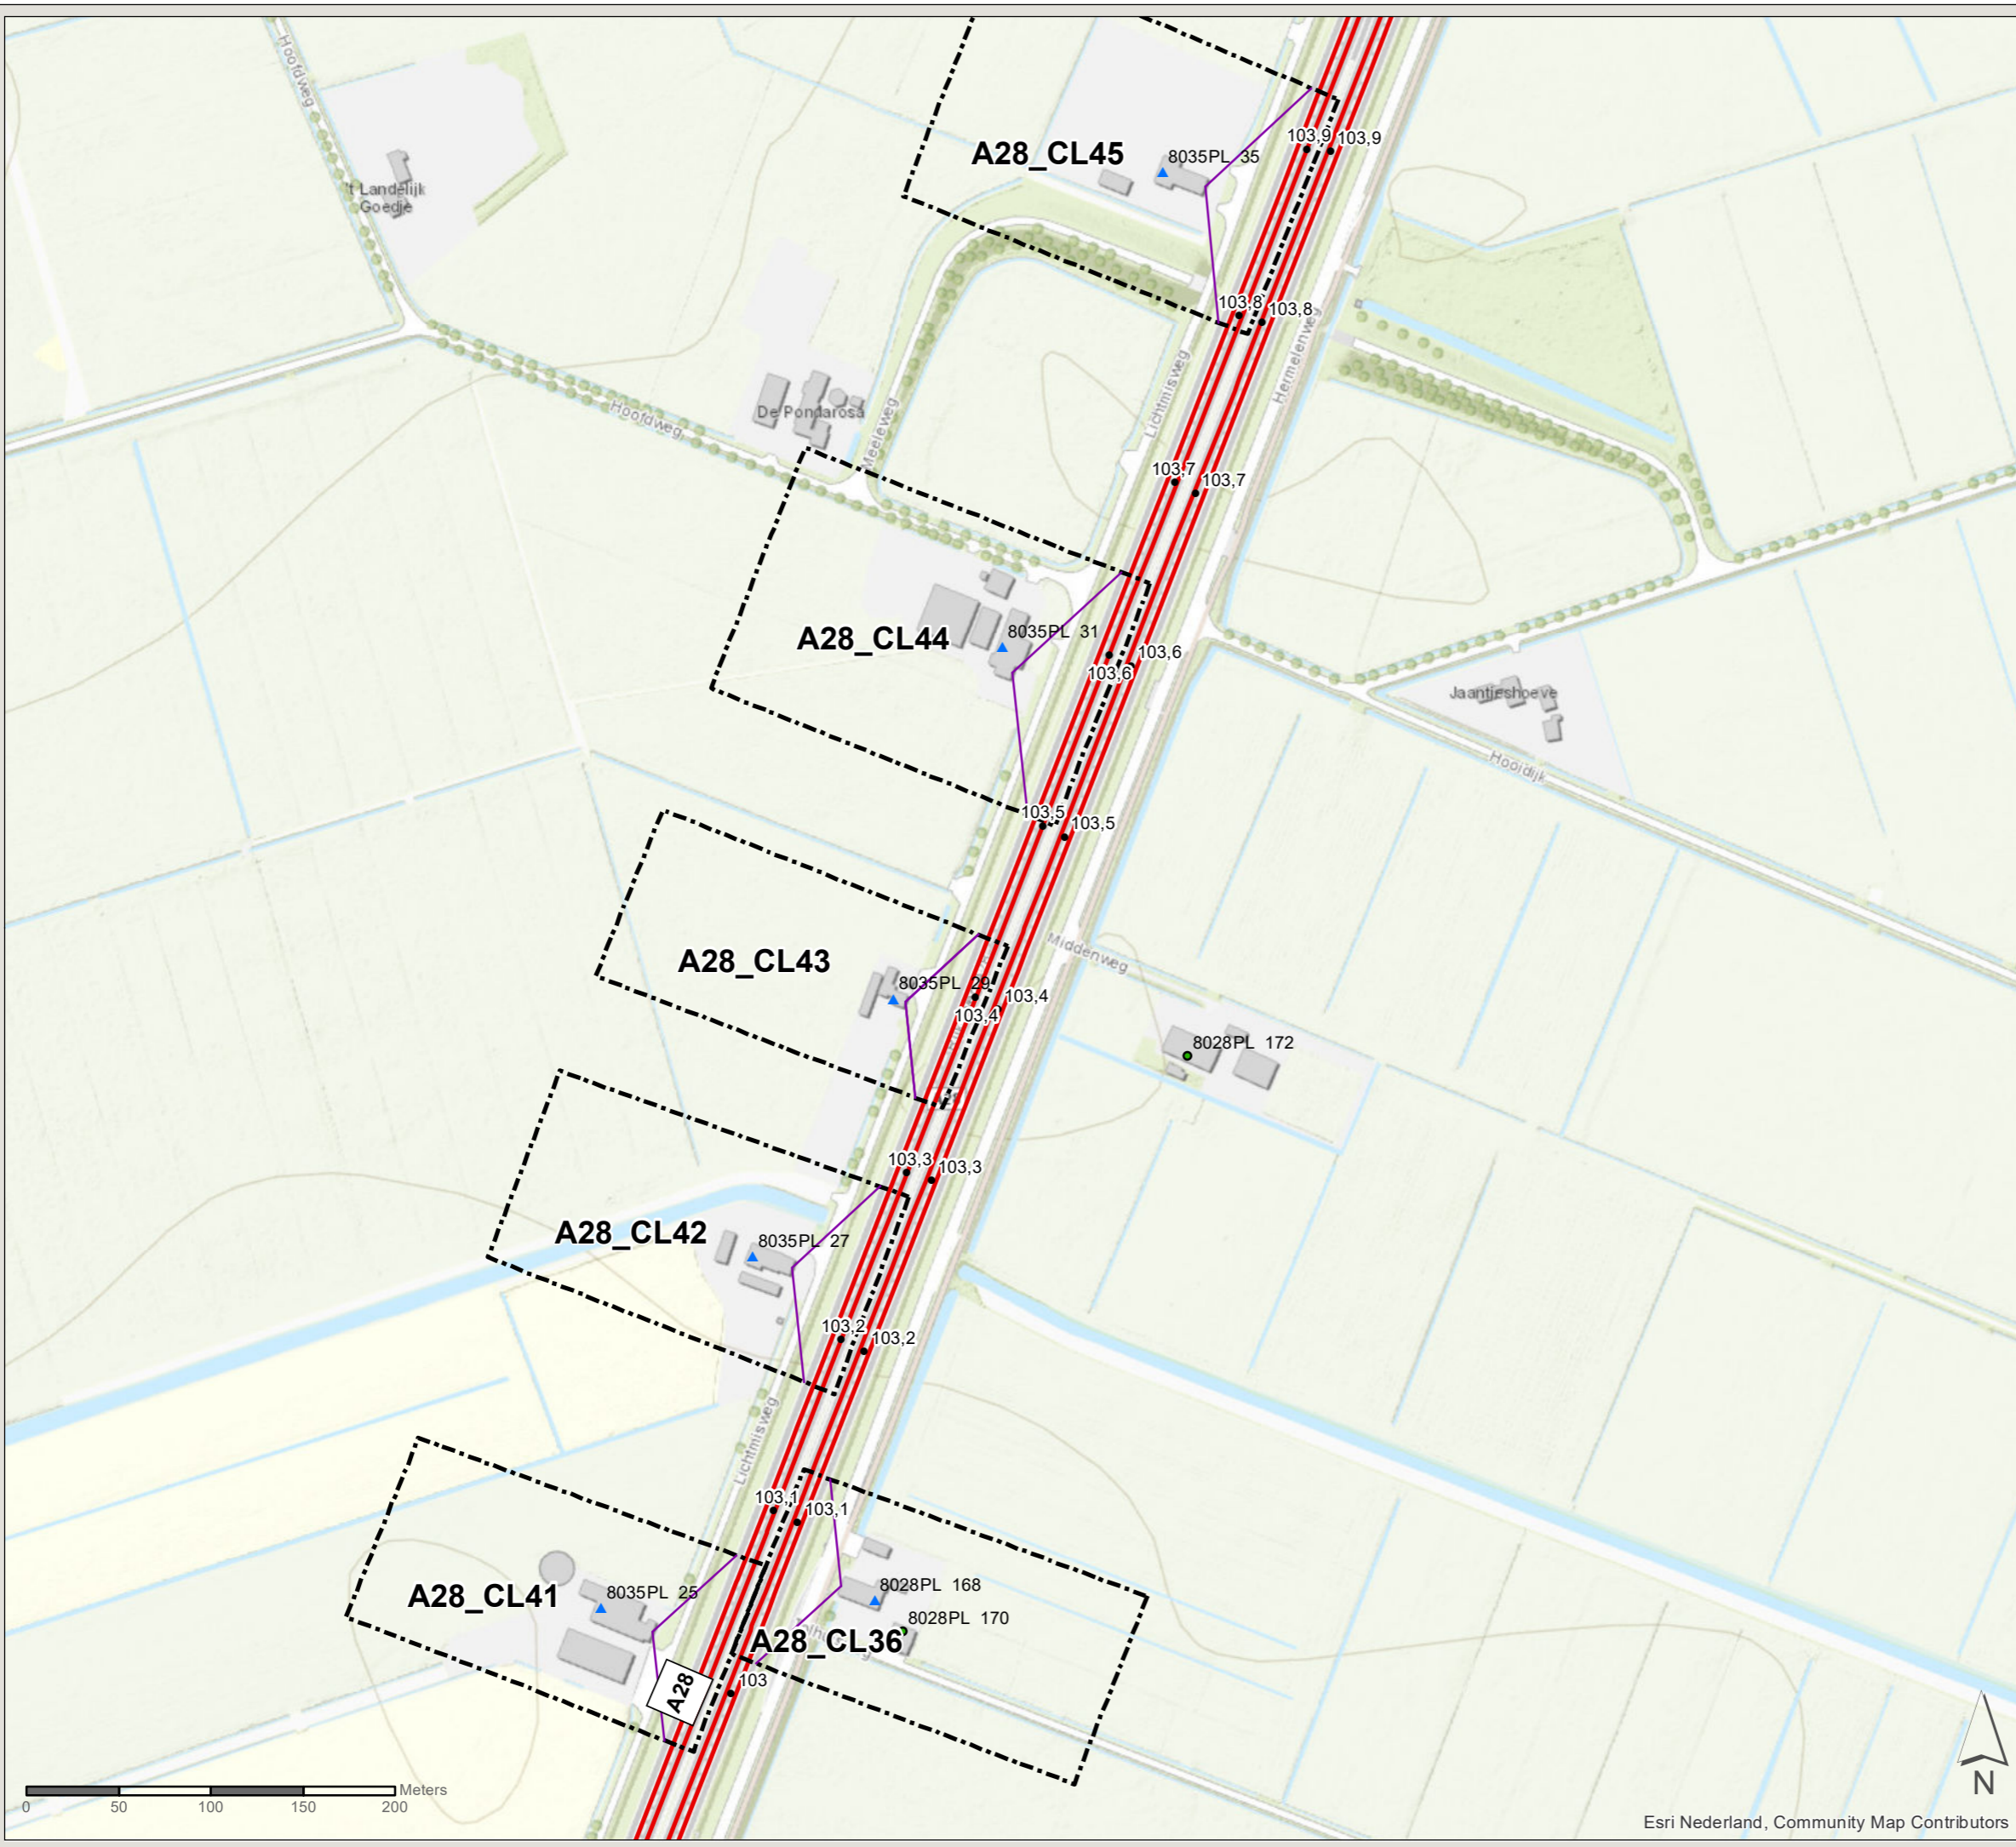 Hoofdweg
A28_CL45
8035PL 35
103,9
103,9
't Landelijk
Goedje
103,8
103,8
Hermelenweg
Lichtmisweg
De Pondarosa
Hoofdweg
Meeleweg
103,7
103,7
A28_CL44
8035PL 31
103,6
103,6
Jaantjeshoeve
Hooidijk
103,5
103,5
A28_CL43
Middenweg
8035PL 29
103,4
103,4
8028PL 172
103,3
103,3
A28_CL42
8035PL 27
103,2
103,2
Lichtmisweg
103,1
103,1
A28_CL41
8035PL 25
8028PL 168
8028PL 170
A28_CL36
A28
103
Meters
0 50 100 150 200
N
Esri Nederland, Community Map Contributors